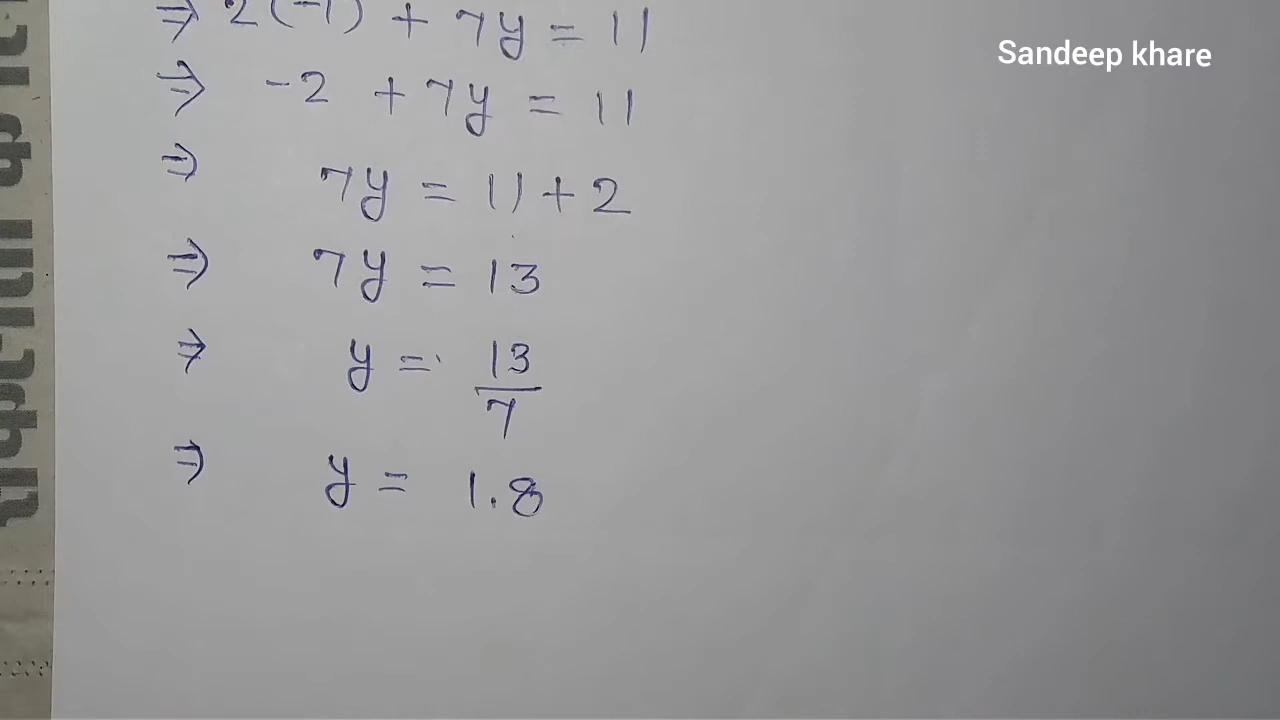 ⇒ 2(-1) + 7y = 11
Sandeep khare
⇒ -2 + 7y = 11
⇒ 7y = 11 + 2
⇒ 7y = 13
⇒ y = 13/7
⇒ y = 1.8